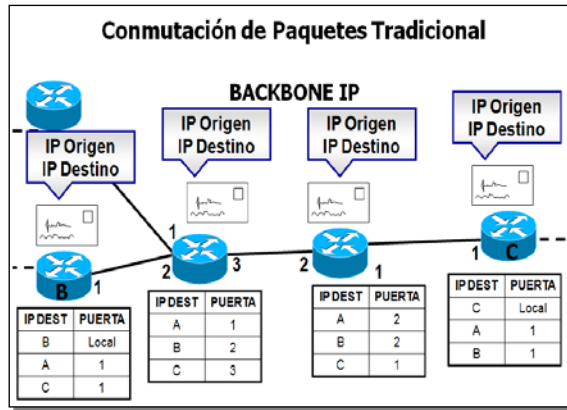 Conmutación de Paquetes Tradicional
BACKBONE IP
IP Origen
IP Destino
IP Origen
IP Destino
IP Origen
IP Destino
IP Origen
IP Destino
B
1
1
2
3
2
1
1
C
IP DEST PUERTA
B Local
A 1
C 1
IP DEST PUERTA
A 1
B 2
C 3
IP DEST PUERTA
A 2
B 2
C 1
IP DEST PUERTA
C Local
A 1
B 1